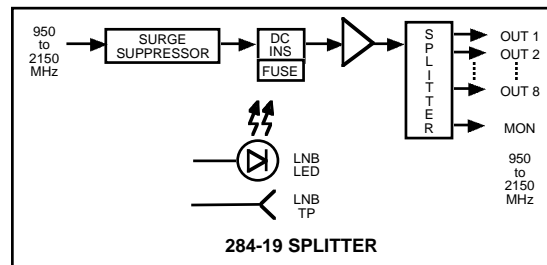 950
to
2150
MHz
SURGE
SUPPRESSOR
DC
INS
FUSE
SPLITTER
OUT 1
OUT 2
OUT 8
MON
950
to
2150
MHz
LNB
LED
LNB
TP
284-19 SPLITTER